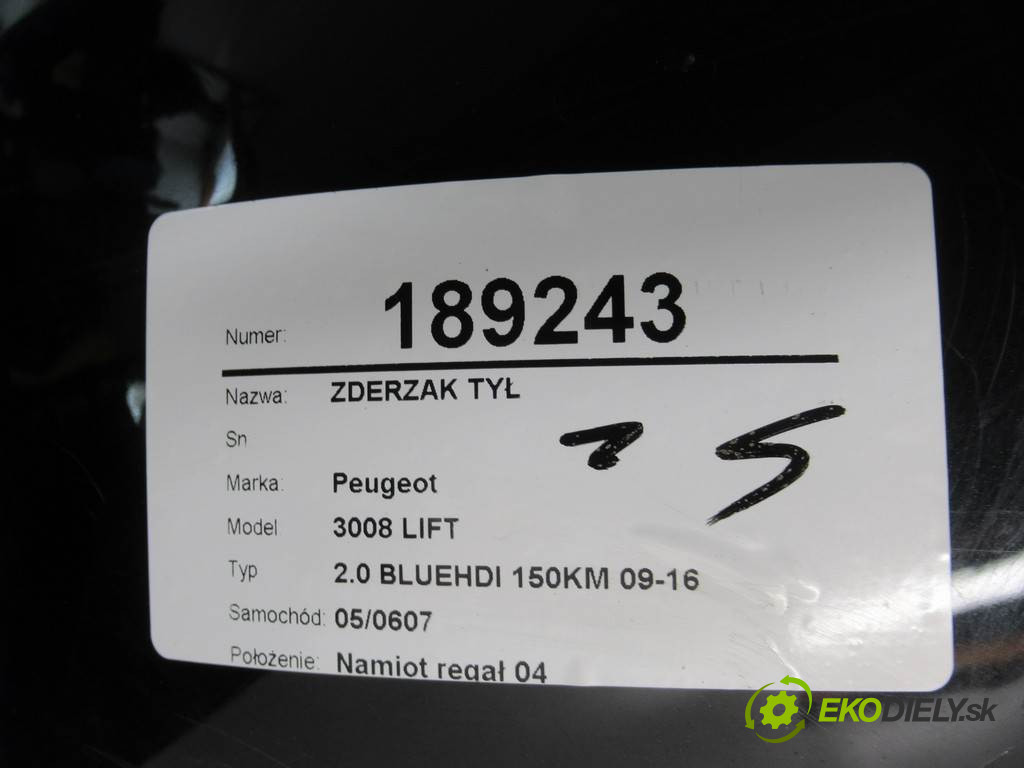 Numer: 189243
Nazwa: ZDERZAK TYŁ
Sn
Marka: Peugeot
Model 3008 LIFT
Typ 2.0 BLUEHDI 150KM 09-16
Samochód: 05/0607
Położenie: Namiot regał 04
EKODIELY.sk